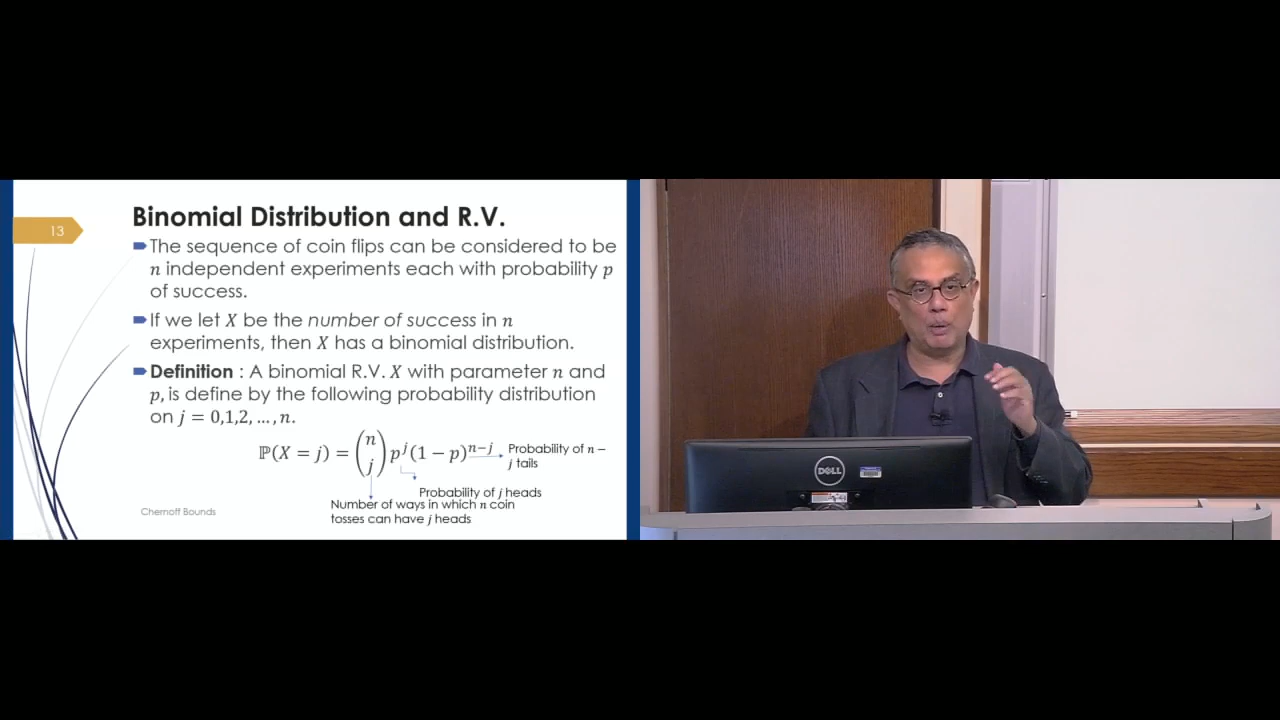 13
Binomial Distribution and R.V.
The sequence of coin flips can be considered to be
n independent experiments each with probability p
of success.
If we let X be the number of success in n
experiments, then X has a binomial distribution.
Definition : A binomial R.V. X with parameter n and
p, is define by the following probability distribution
on j = 0,1,2, …, n.
ℙ(X = j) = (n j) p^j (1 − p)^{n−j}
Probability of n −
j tails
Probability of j heads
Number of ways in which n coin
tosses can have j heads
Chernoff Bounds
DELL